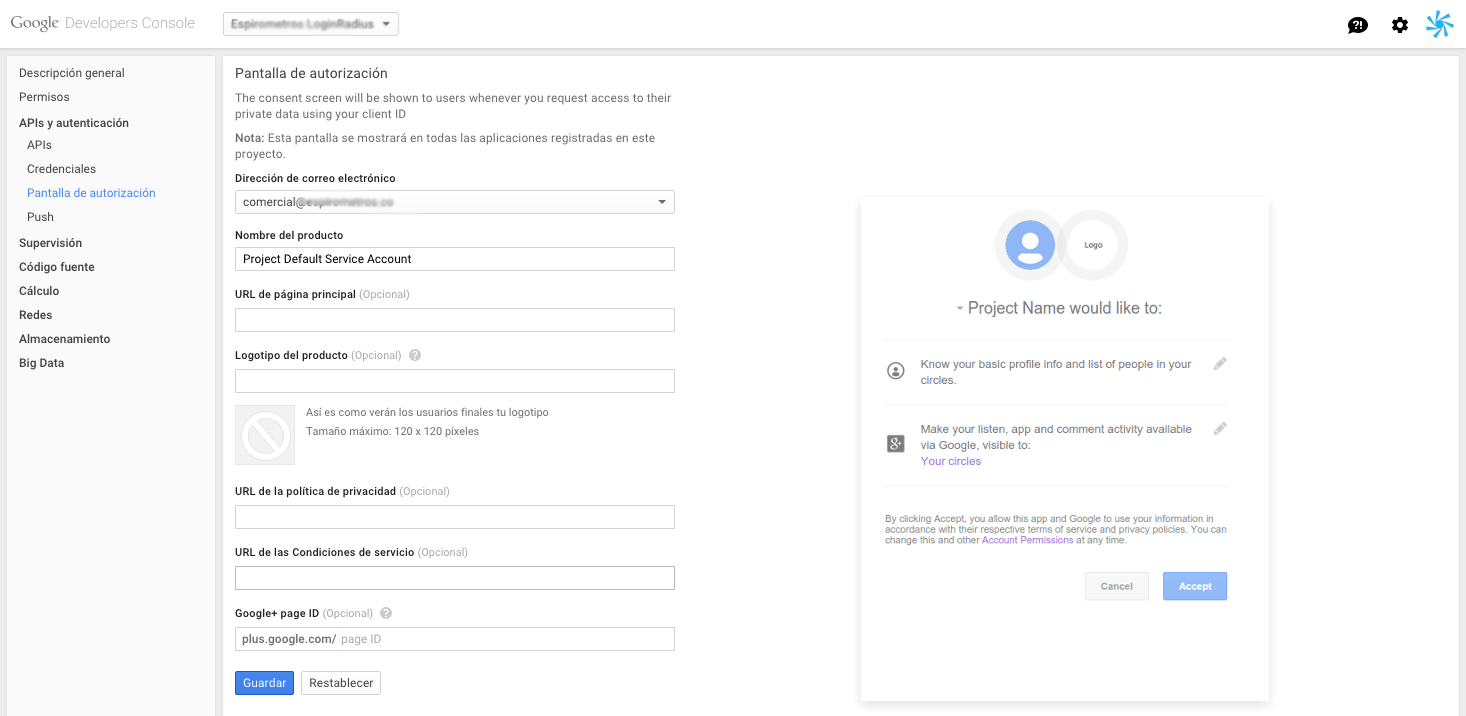 Google Developers Console
Espirometros LoginRadius
Descripción general
Permisos
APIs y autenticación
APIs
Credenciales
Pantalla de autorización
Push
Supervisión
Código fuente
Cálculo
Redes
Almacenamiento
Big Data
Pantalla de autorización
The consent screen will be shown to users whenever you request access to their
private data using your client ID
Nota: Esta pantalla se mostrará en todas las aplicaciones registradas en este
proyecto.
Dirección de correo electrónico
comercial@
Nombre del producto
Project Default Service Account
URL de página principal (Opcional)
Logotipo del producto (Opcional) ?
Así es como verán los usuarios finales tu logotipo
Tamaño máximo: 120 x 120 píxeles
URL de la política de privacidad (Opcional)
URL de las Condiciones de servicio (Opcional)
Google+ page ID (Opcional) ?
plus.google.com/ page ID
Guardar
Restablecer
Logo
Project Name would like to:
Know your basic profile info and list of people in your
circles.
Make your listen, app and comment activity available
via Google, visible to:
Your circles
By clicking Accept, you allow this app and Google to use your information in
accordance with their respective terms of service and privacy policies. You can
change this and other Account Permissions at any time.
Cancel
Accept